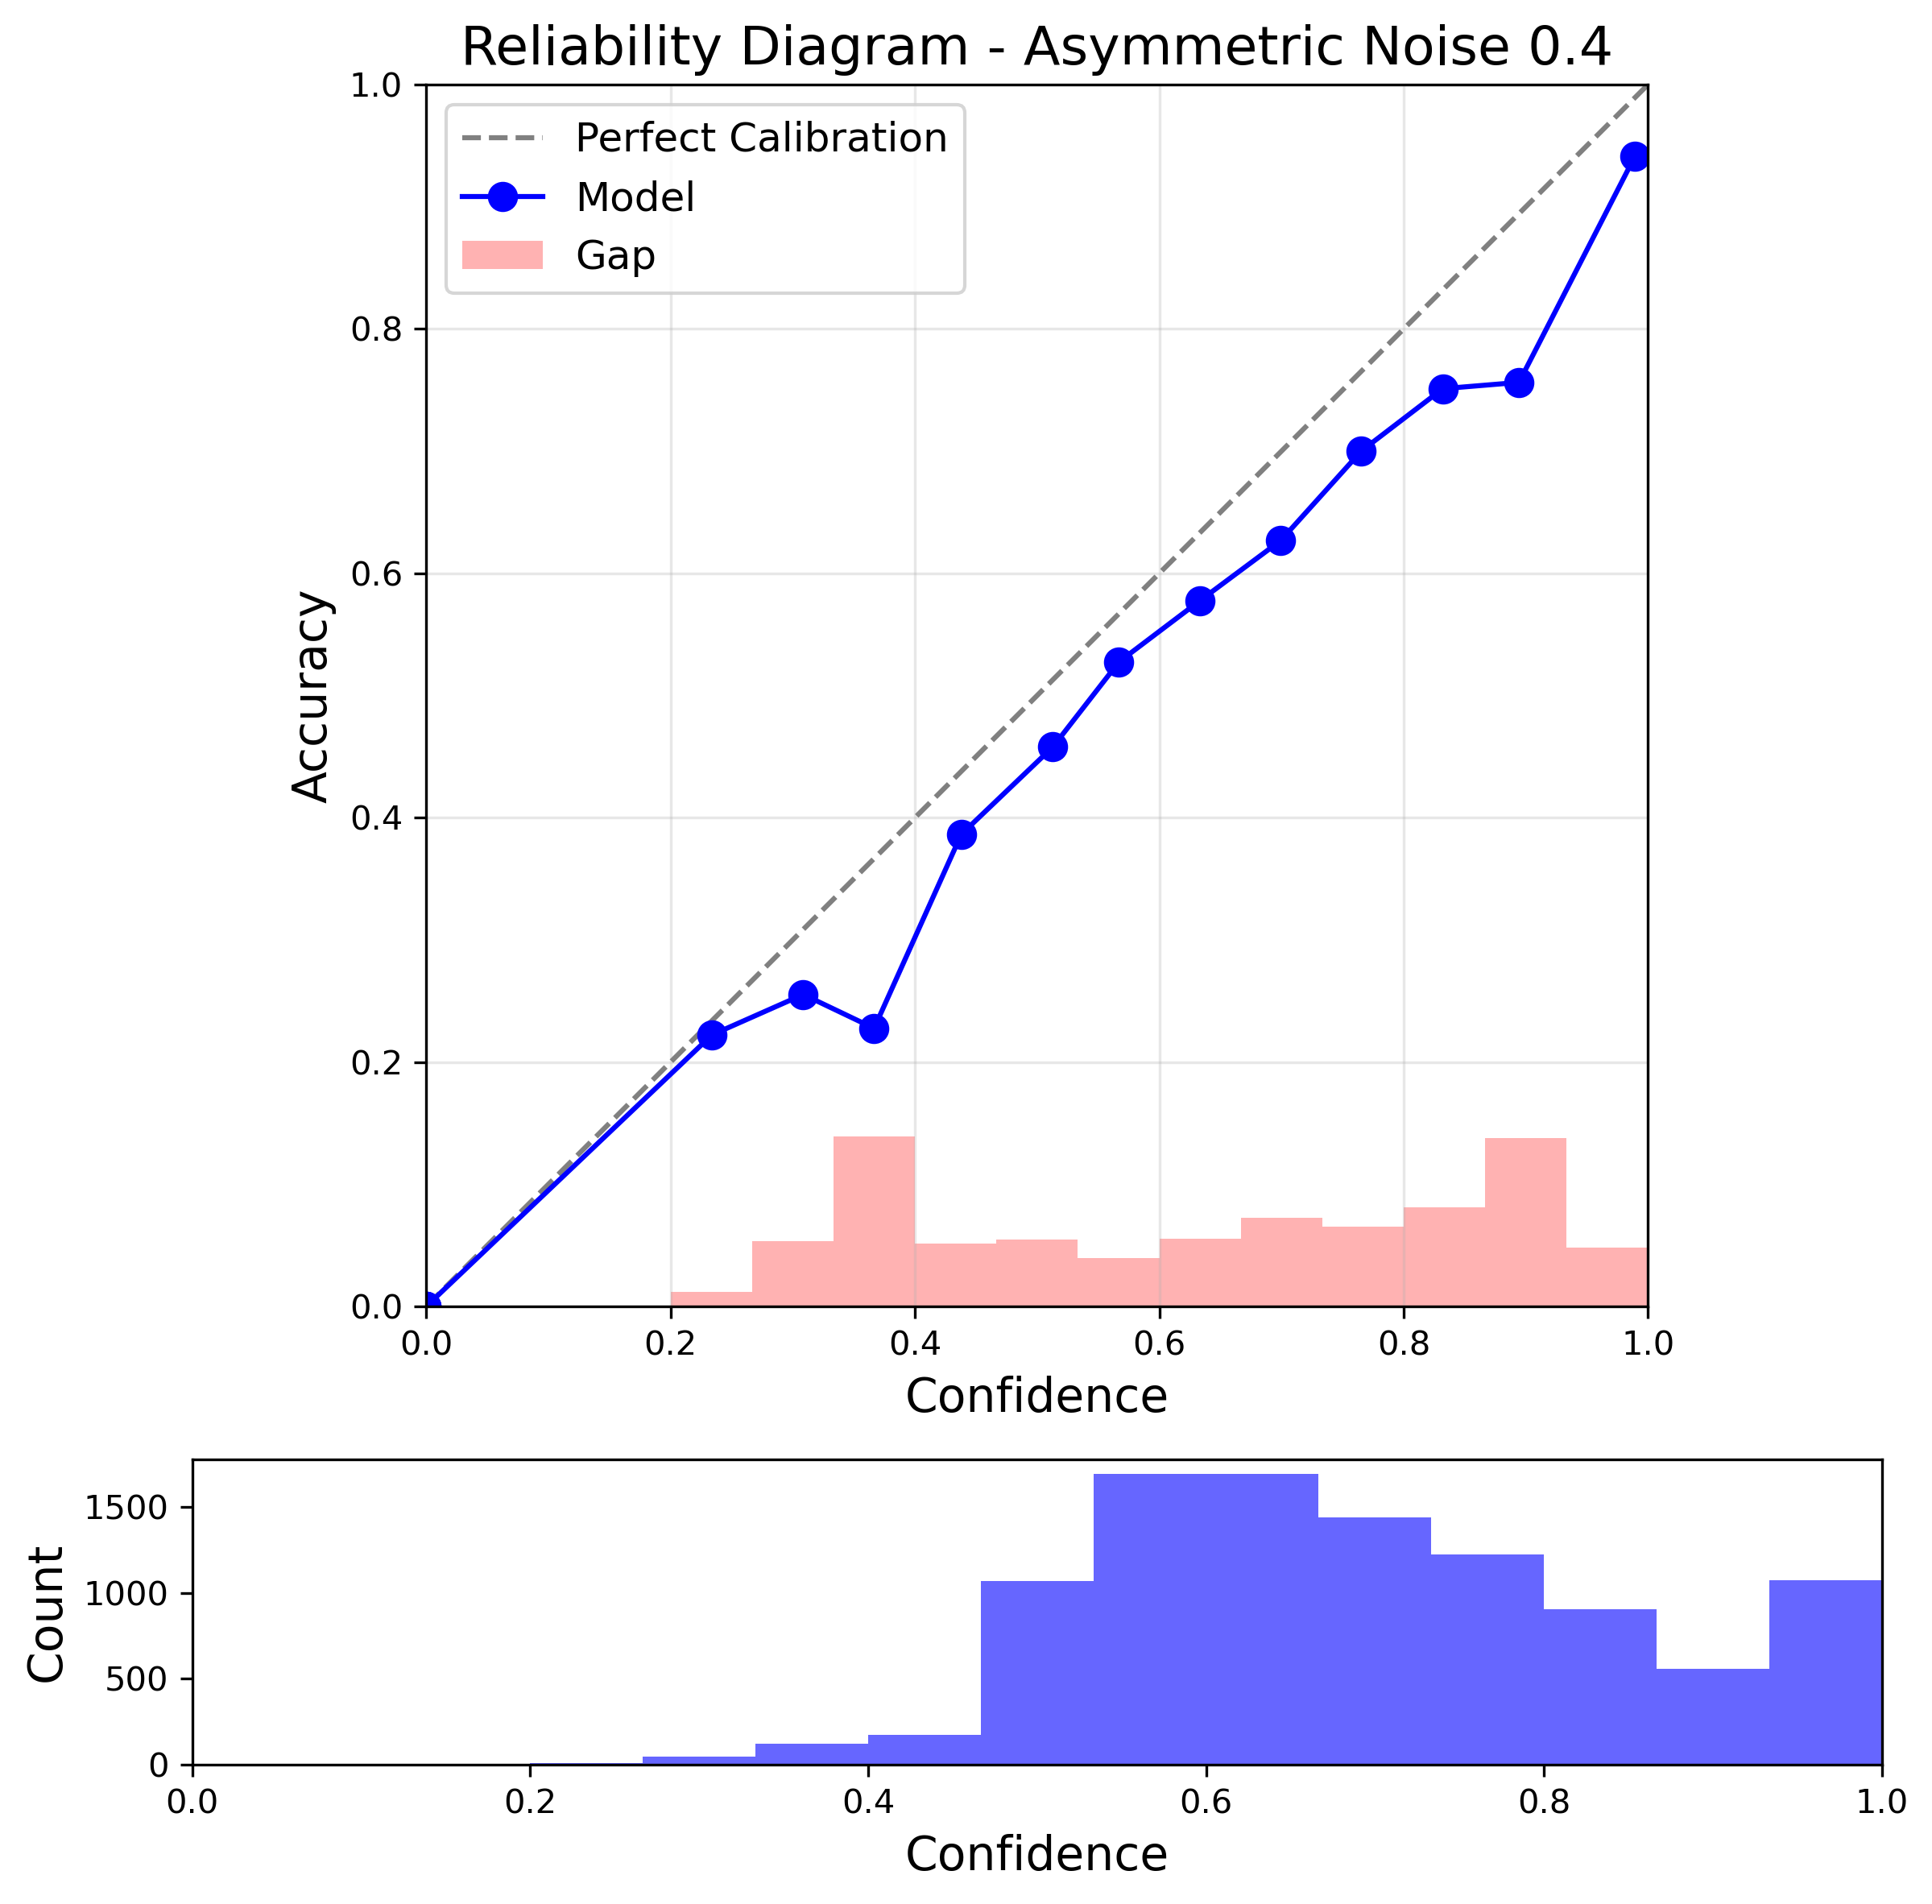 Reliability Diagram - Asymmetric Noise 0.4
1.0
Perfect Calibration
Model
Gap
0.8
0.6
0.4
0.2
0.0
Accuracy
0.0 0.2 0.4 0.6 0.8 1.0
Confidence
1500
1000
500
0
Count
0.0 0.2 0.4 0.6 0.8 1.0
Confidence